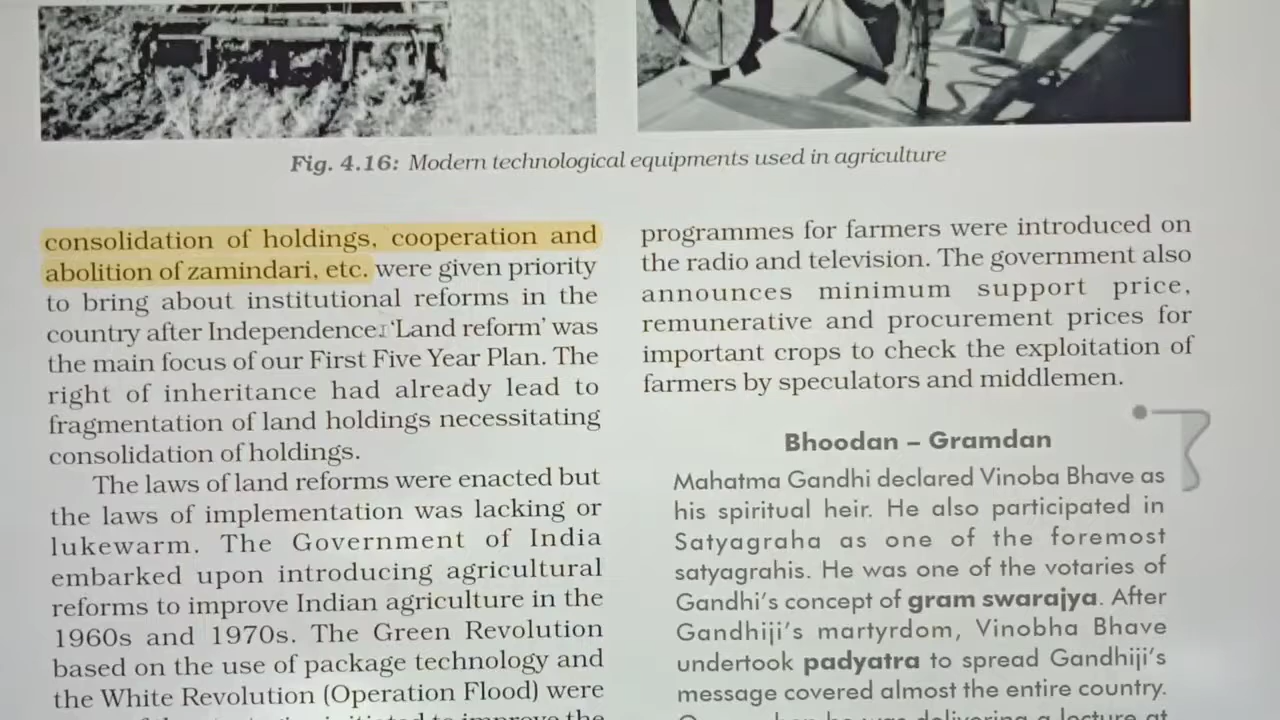 Fig. 4.16: Modern technological equipments used in agriculture
consolidation of holdings, cooperation and
abolition of zamindari, etc. were given priority
to bring about institutional reforms in the
country after Independence. 'Land reform' was
the main focus of our First Five Year Plan. The
right of inheritance had already lead to
fragmentation of land holdings necessitating
consolidation of holdings.
The laws of land reforms were enacted but
the laws of implementation was lacking or
lukewarm. The Government of India
embarked upon introducing agricultural
reforms to improve Indian agriculture in the
1960s and 1970s. The Green Revolution
based on the use of package technology and
the White Revolution (Operation Flood) were
programmes for farmers were introduced on
the radio and television. The government also
announces minimum support price,
remunerative and procurement prices for
important crops to check the exploitation of
farmers by speculators and middlemen.
Bhoodan – Gramdan
Mahatma Gandhi declared Vinoba Bhave as
his spiritual heir. He also participated in
Satyagraha as one of the foremost
satyagrahis. He was one of the votaries of
Gandhi's concept of gram swarajya. After
Gandhiji's martyrdom, Vinobha Bhave
undertook padyatra to spread Gandhiji's
message covered almost the entire country.